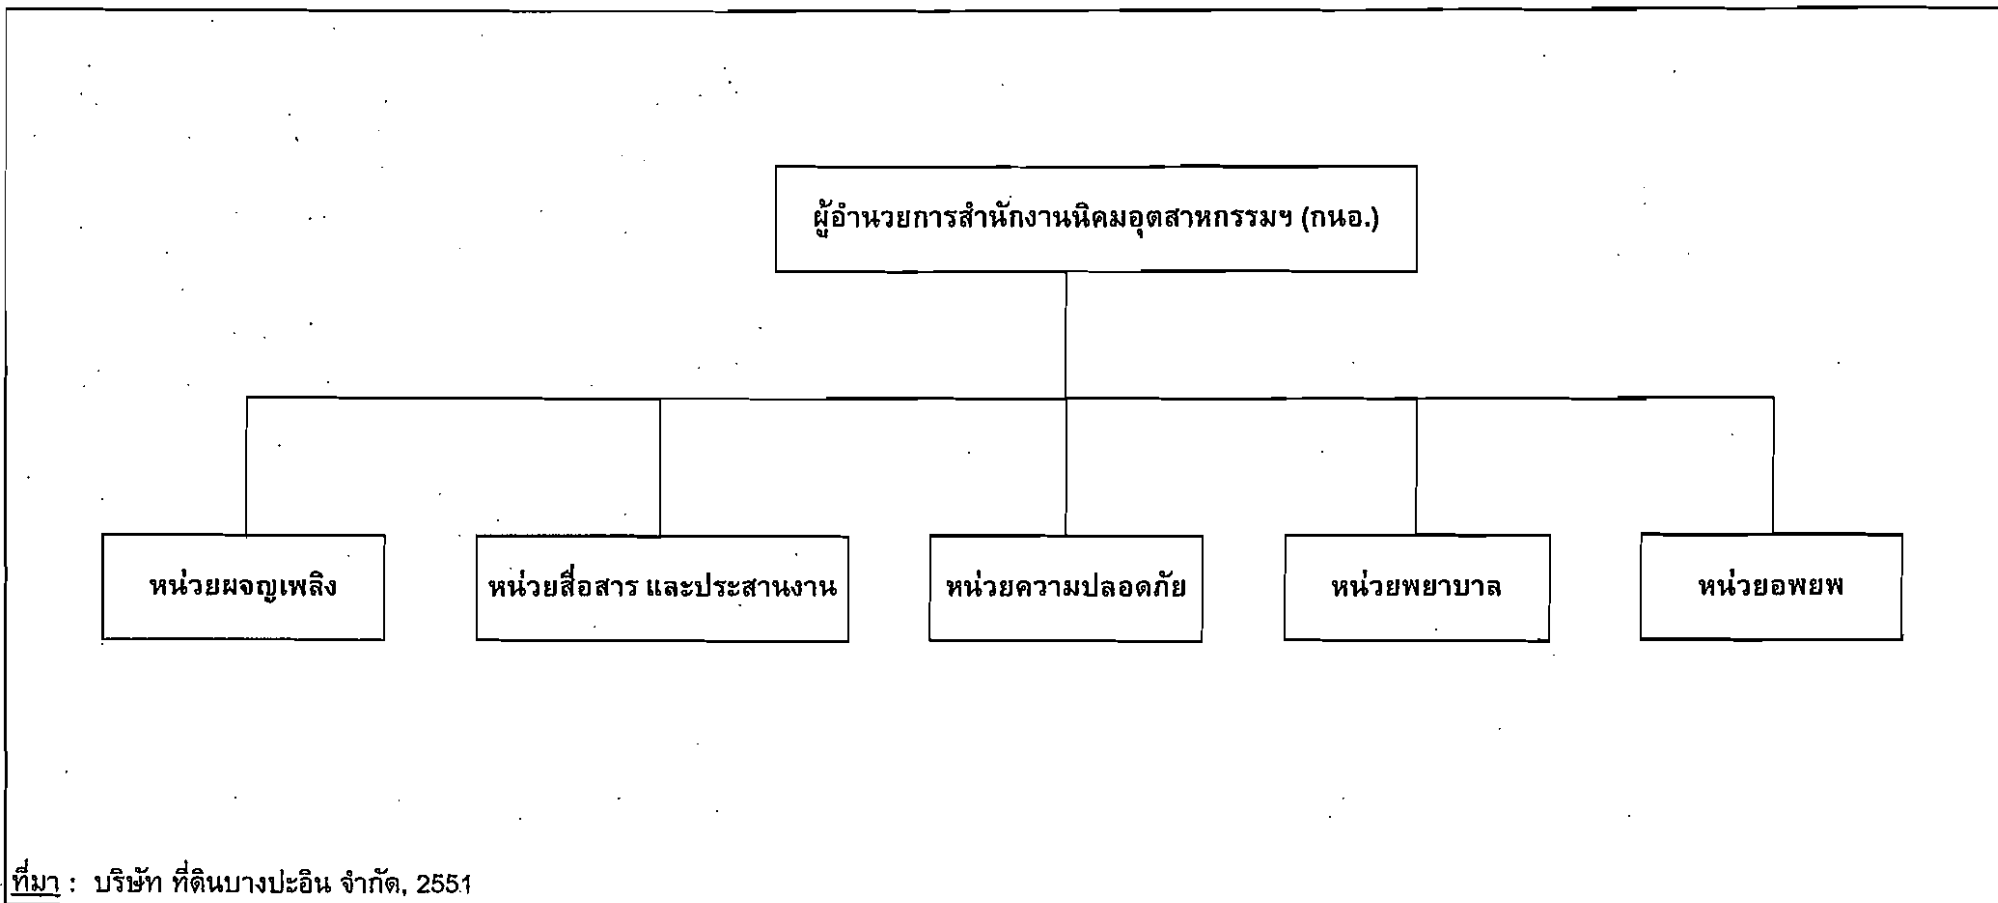 ผู้อำนวยการสำนักงานนิคมอุตสาหกรรมฯ (กนอ.)
หน่วยผจญเพลิง
หน่วยสื่อสาร และประสานงาน
หน่วยความปลอดภัย
หน่วยพยาบาล
หน่วยอพยพ
ที่มา : บริษัท ที่ดินบางปะอิน จำกัด, 2551